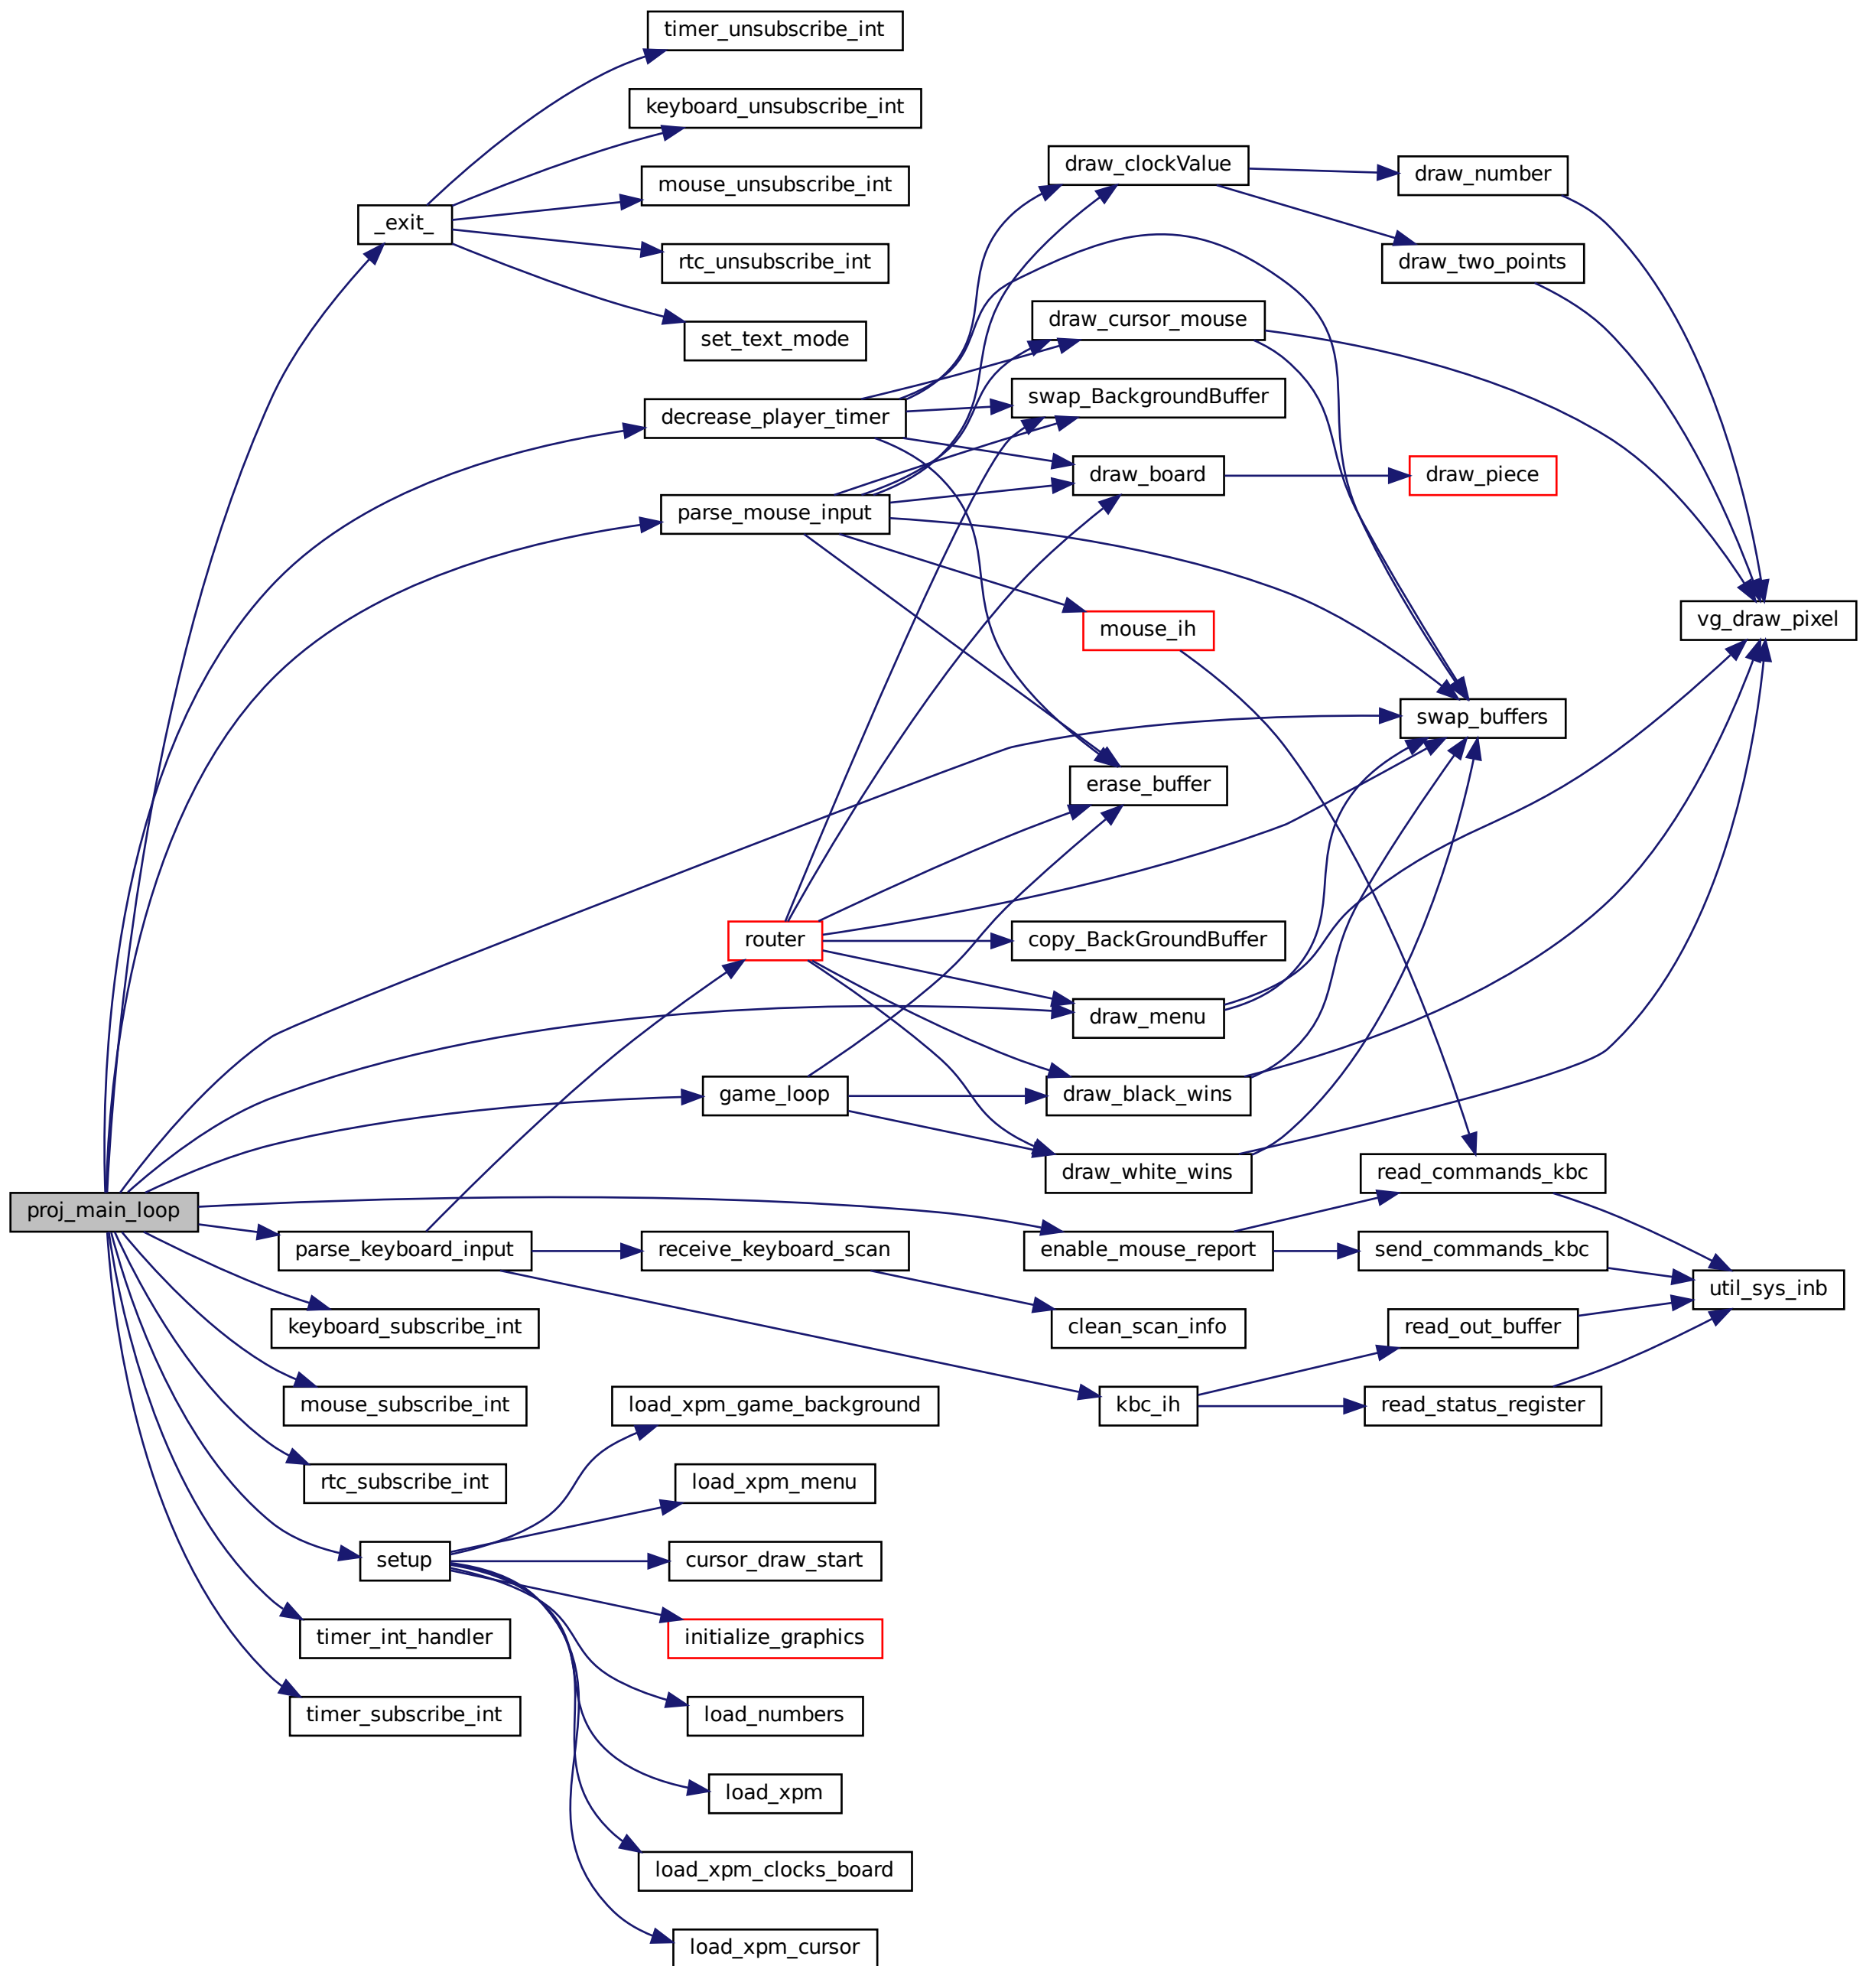 timer_unsubscribe_int
keyboard_unsubscribe_int
draw_clockValue
draw_number
mouse_unsubscribe_int
_exit_
rtc_unsubscribe_int
draw_two_points
draw_cursor_mouse
set_text_mode
swap_BackgroundBuffer
decrease_player_timer
draw_board
draw_piece
parse_mouse_input
mouse_ih
vg_draw_pixel
swap_buffers
erase_buffer
router
copy_BackGroundBuffer
draw_menu
game_loop
draw_black_wins
draw_white_wins
read_commands_kbc
proj_main_loop
parse_keyboard_input
receive_keyboard_scan
enable_mouse_report
send_commands_kbc
util_sys_inb
keyboard_subscribe_int
clean_scan_info
read_out_buffer
mouse_subscribe_int
load_xpm_game_background
kbc_ih
read_status_register
rtc_subscribe_int
load_xpm_menu
setup
cursor_draw_start
timer_int_handler
initialize_graphics
timer_subscribe_int
load_numbers
load_xpm
load_xpm_clocks_board
load_xpm_cursor